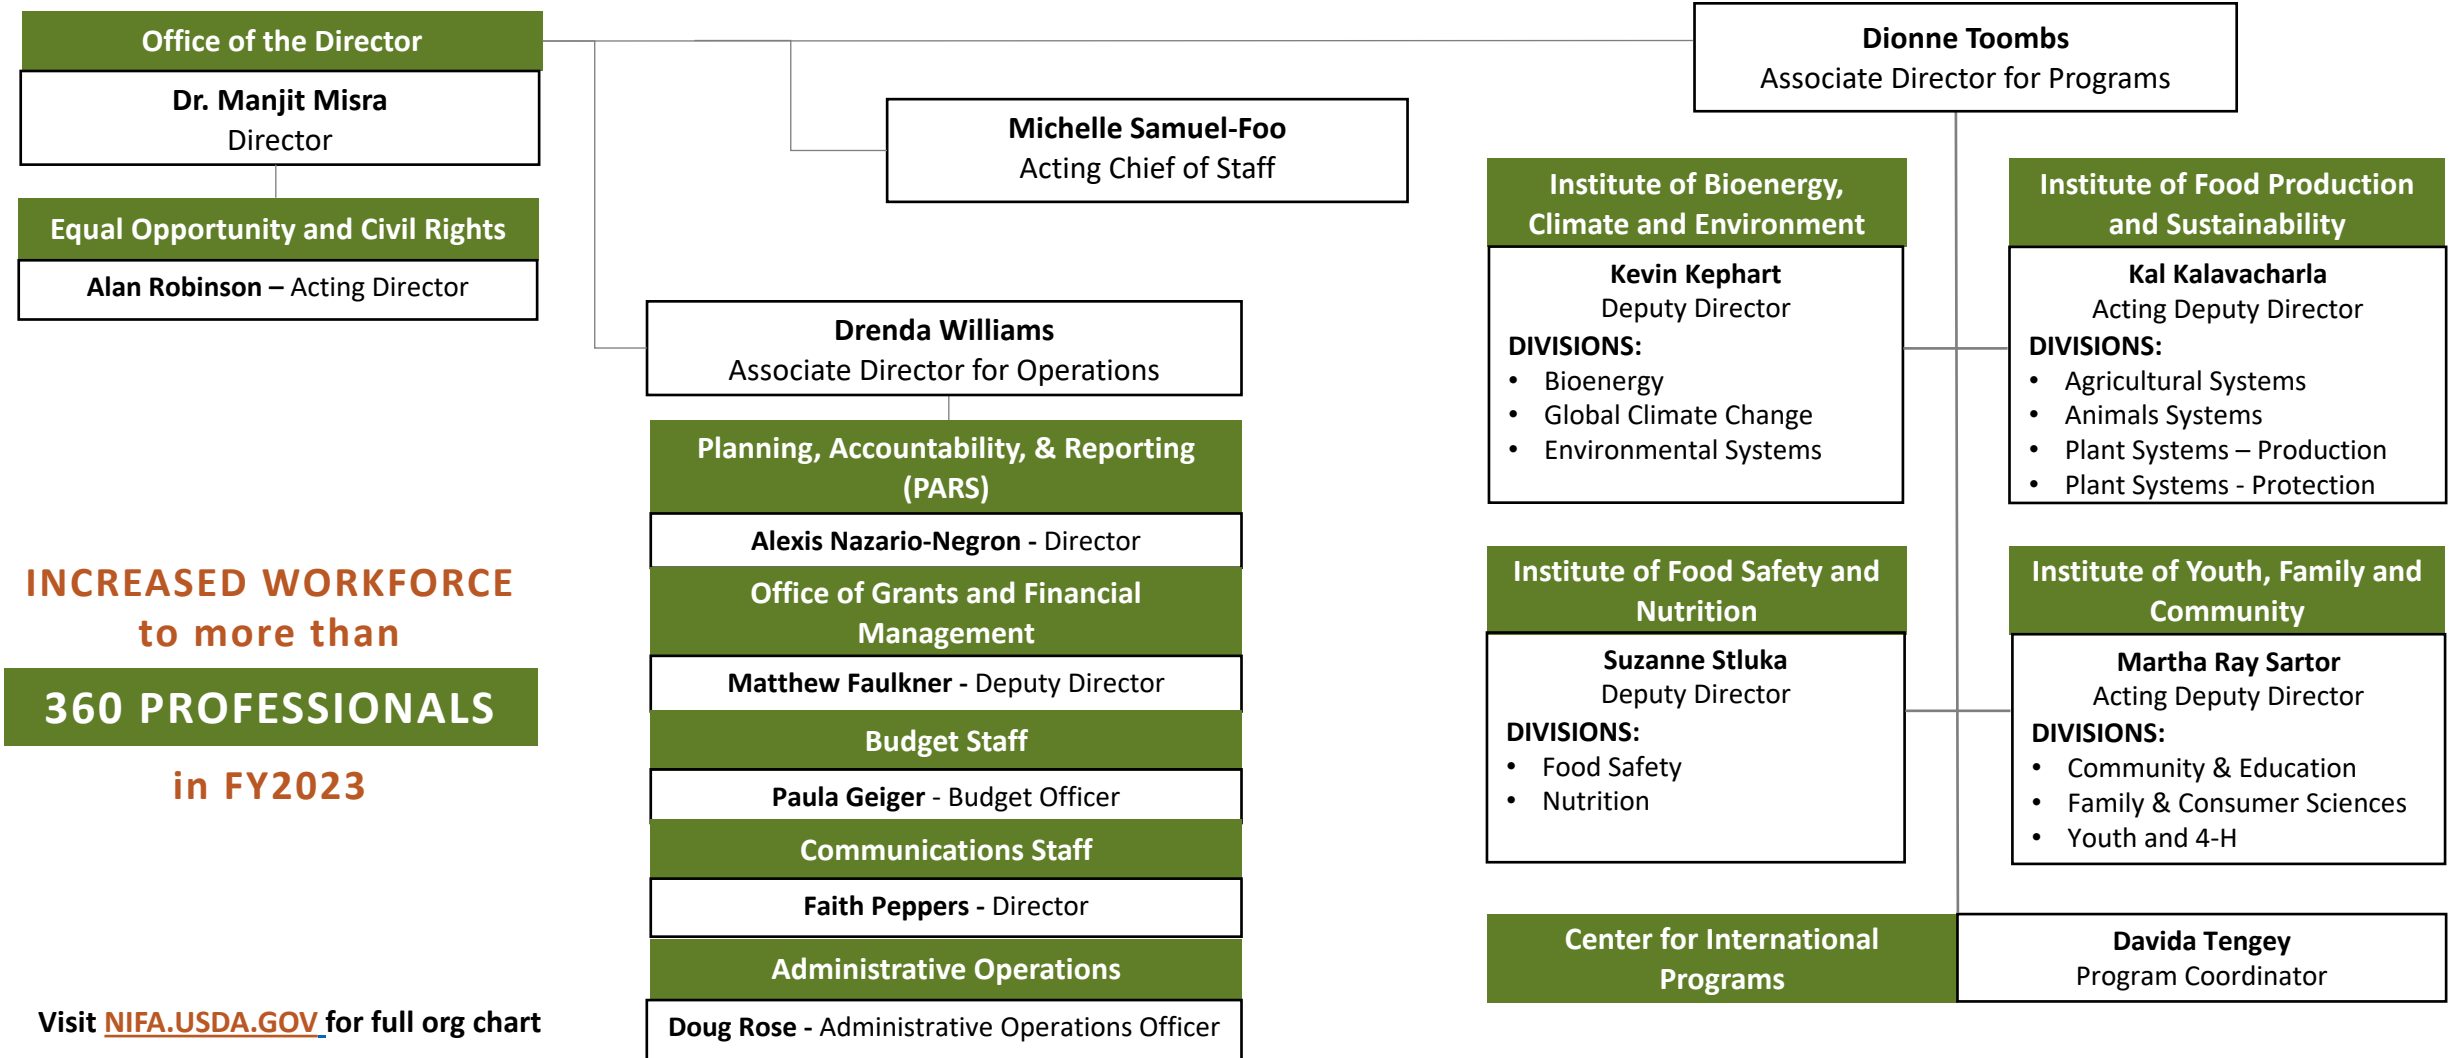 Office of the Director
Dr. Manjit Misra
Director
Equal Opportunity and Civil Rights
Alan Robinson – Acting Director
INCREASED WORKFORCE
to more than
360 PROFESSIONALS
in FY2023
Visit NIFA.USDA.GOV for full org chart
Michelle Samuel-Foo
Acting Chief of Staff
Drenda Williams
Associate Director for Operations
Planning, Accountability, & Reporting
(PARS)
Alexis Nazario-Negron - Director
Office of Grants and Financial
Management
Matthew Faulkner - Deputy Director
Budget Staff
Paula Geiger - Budget Officer
Communications Staff
Faith Peppers - Director
Administrative Operations
Doug Rose - Administrative Operations Officer
Dionne Toombs
Associate Director for Programs
Institute of Bioenergy,
Climate and Environment
Kevin Kephart
Deputy Director
DIVISIONS:
• Bioenergy
• Global Climate Change
• Environmental Systems
Institute of Food Production
and Sustainability
Kal Kalavacharla
Acting Deputy Director
DIVISIONS:
• Agricultural Systems
• Animals Systems
• Plant Systems – Production
• Plant Systems - Protection
Institute of Food Safety and
Nutrition
Suzanne Stluka
Deputy Director
DIVISIONS:
• Food Safety
• Nutrition
Institute of Youth, Family and
Community
Martha Ray Sartor
Acting Deputy Director
DIVISIONS:
• Community & Education
• Family & Consumer Sciences
• Youth and 4-H
Center for International
Programs
Davida Tengey
Program Coordinator